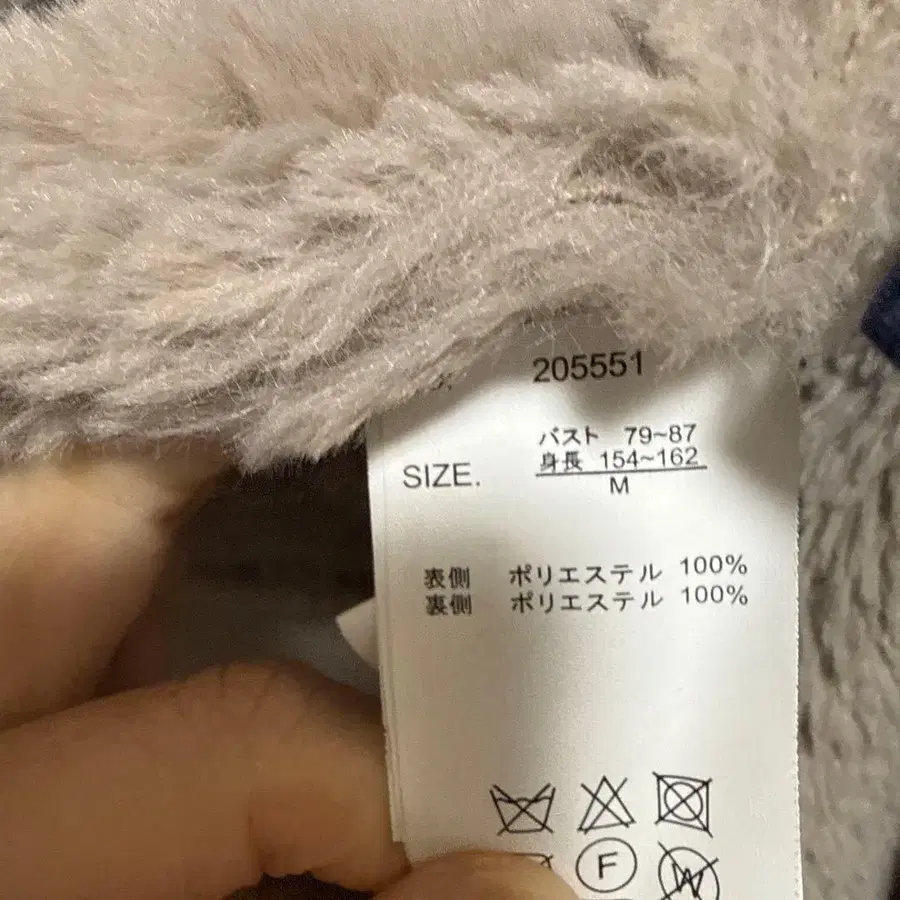 205551
バスト 79~87
身長 154~162
SIZE.
M
表側 ポリエステル 100%
裏側 ポリエステル 100%
F W